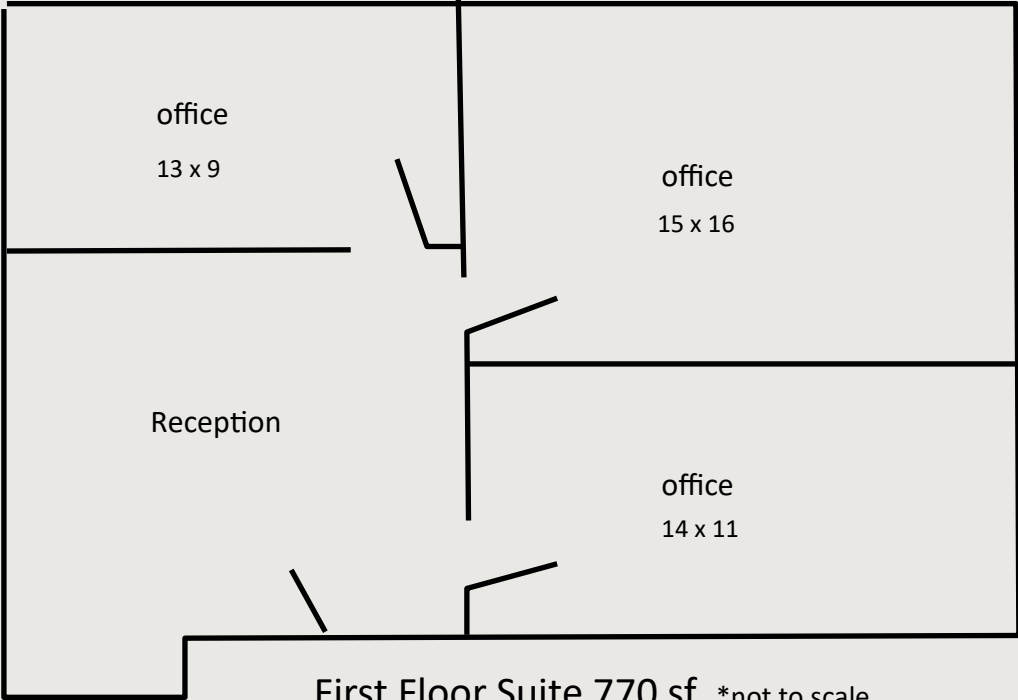 office
13 x 9
office
15 x 16
Reception
office
14 x 11
First Floor Suite 770 sf *not to scale